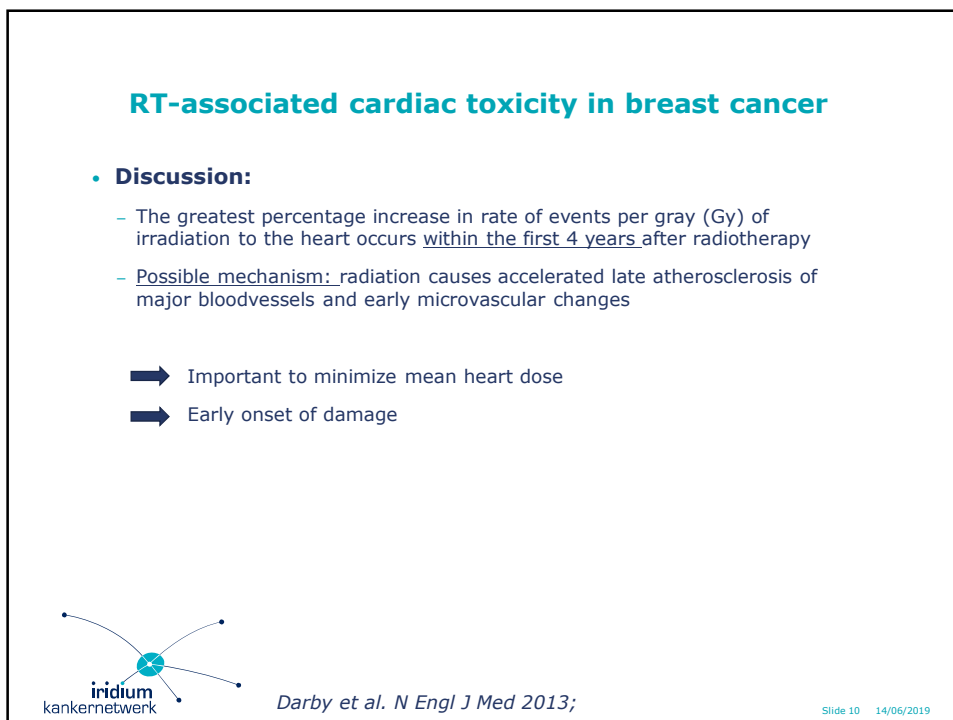 RT-associated cardiac toxicity in breast cancer
• Discussion:
– The greatest percentage increase in rate of events per gray (Gy) of
irradiation to the heart occurs within the first 4 years after radiotherapy
– Possible mechanism: radiation causes accelerated late atherosclerosis of
major bloodvessels and early microvascular changes
Important to minimize mean heart dose
Early onset of damage
iridium
kankernetwerk
Darby et al. N Engl J Med 2013;
Slide 10 14/06/2019